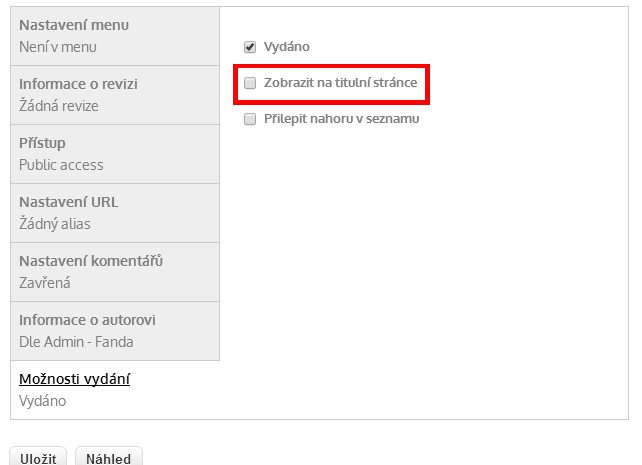 Nastavení menu
Není v menu
Informace o revizi
Žádná revize
Přístup
Public access
Nastavení URL
Žádný alias
Nastavení komentářů
Zavřená
Informace o autorovi
Dle Admin - Fanda
Možnosti vydání
Vydáno
Vydáno
Zobrazit na titulní stránce
Přilepit nahoru v seznamu
Uložit Náhled